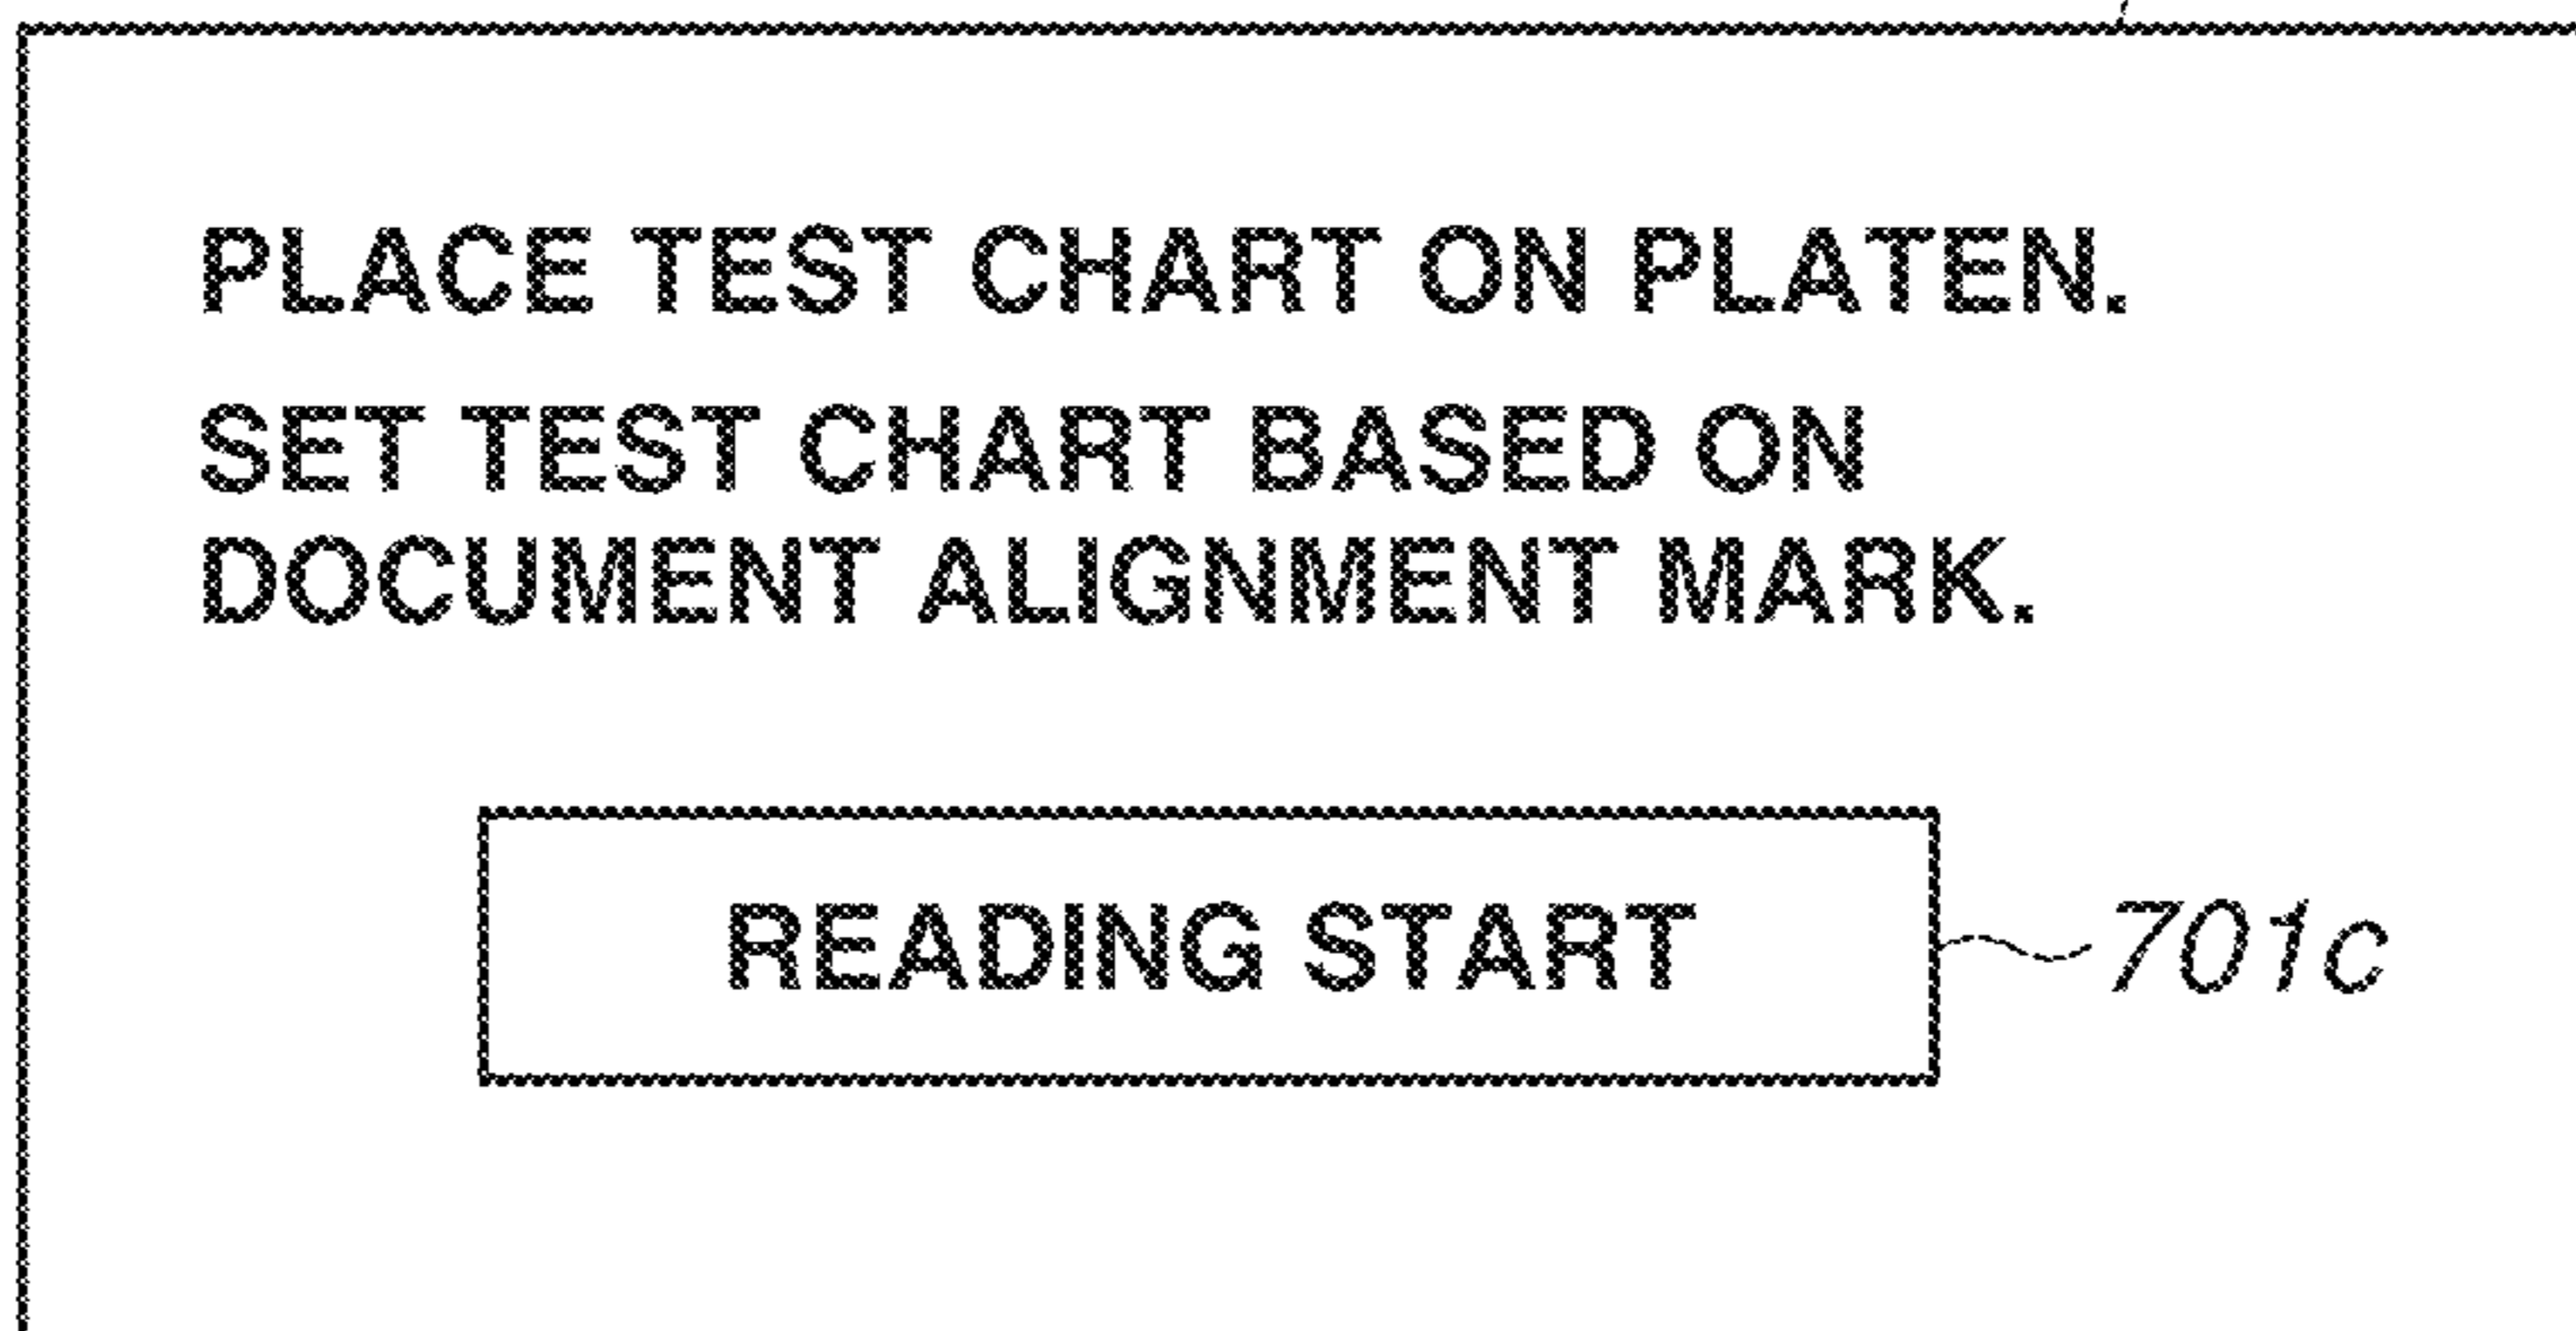 PLACE TEST CHART ON PLATEN.
SET TEST CHART BASED ON
DOCUMENT ALIGNMENT MARK.
READING START
701c